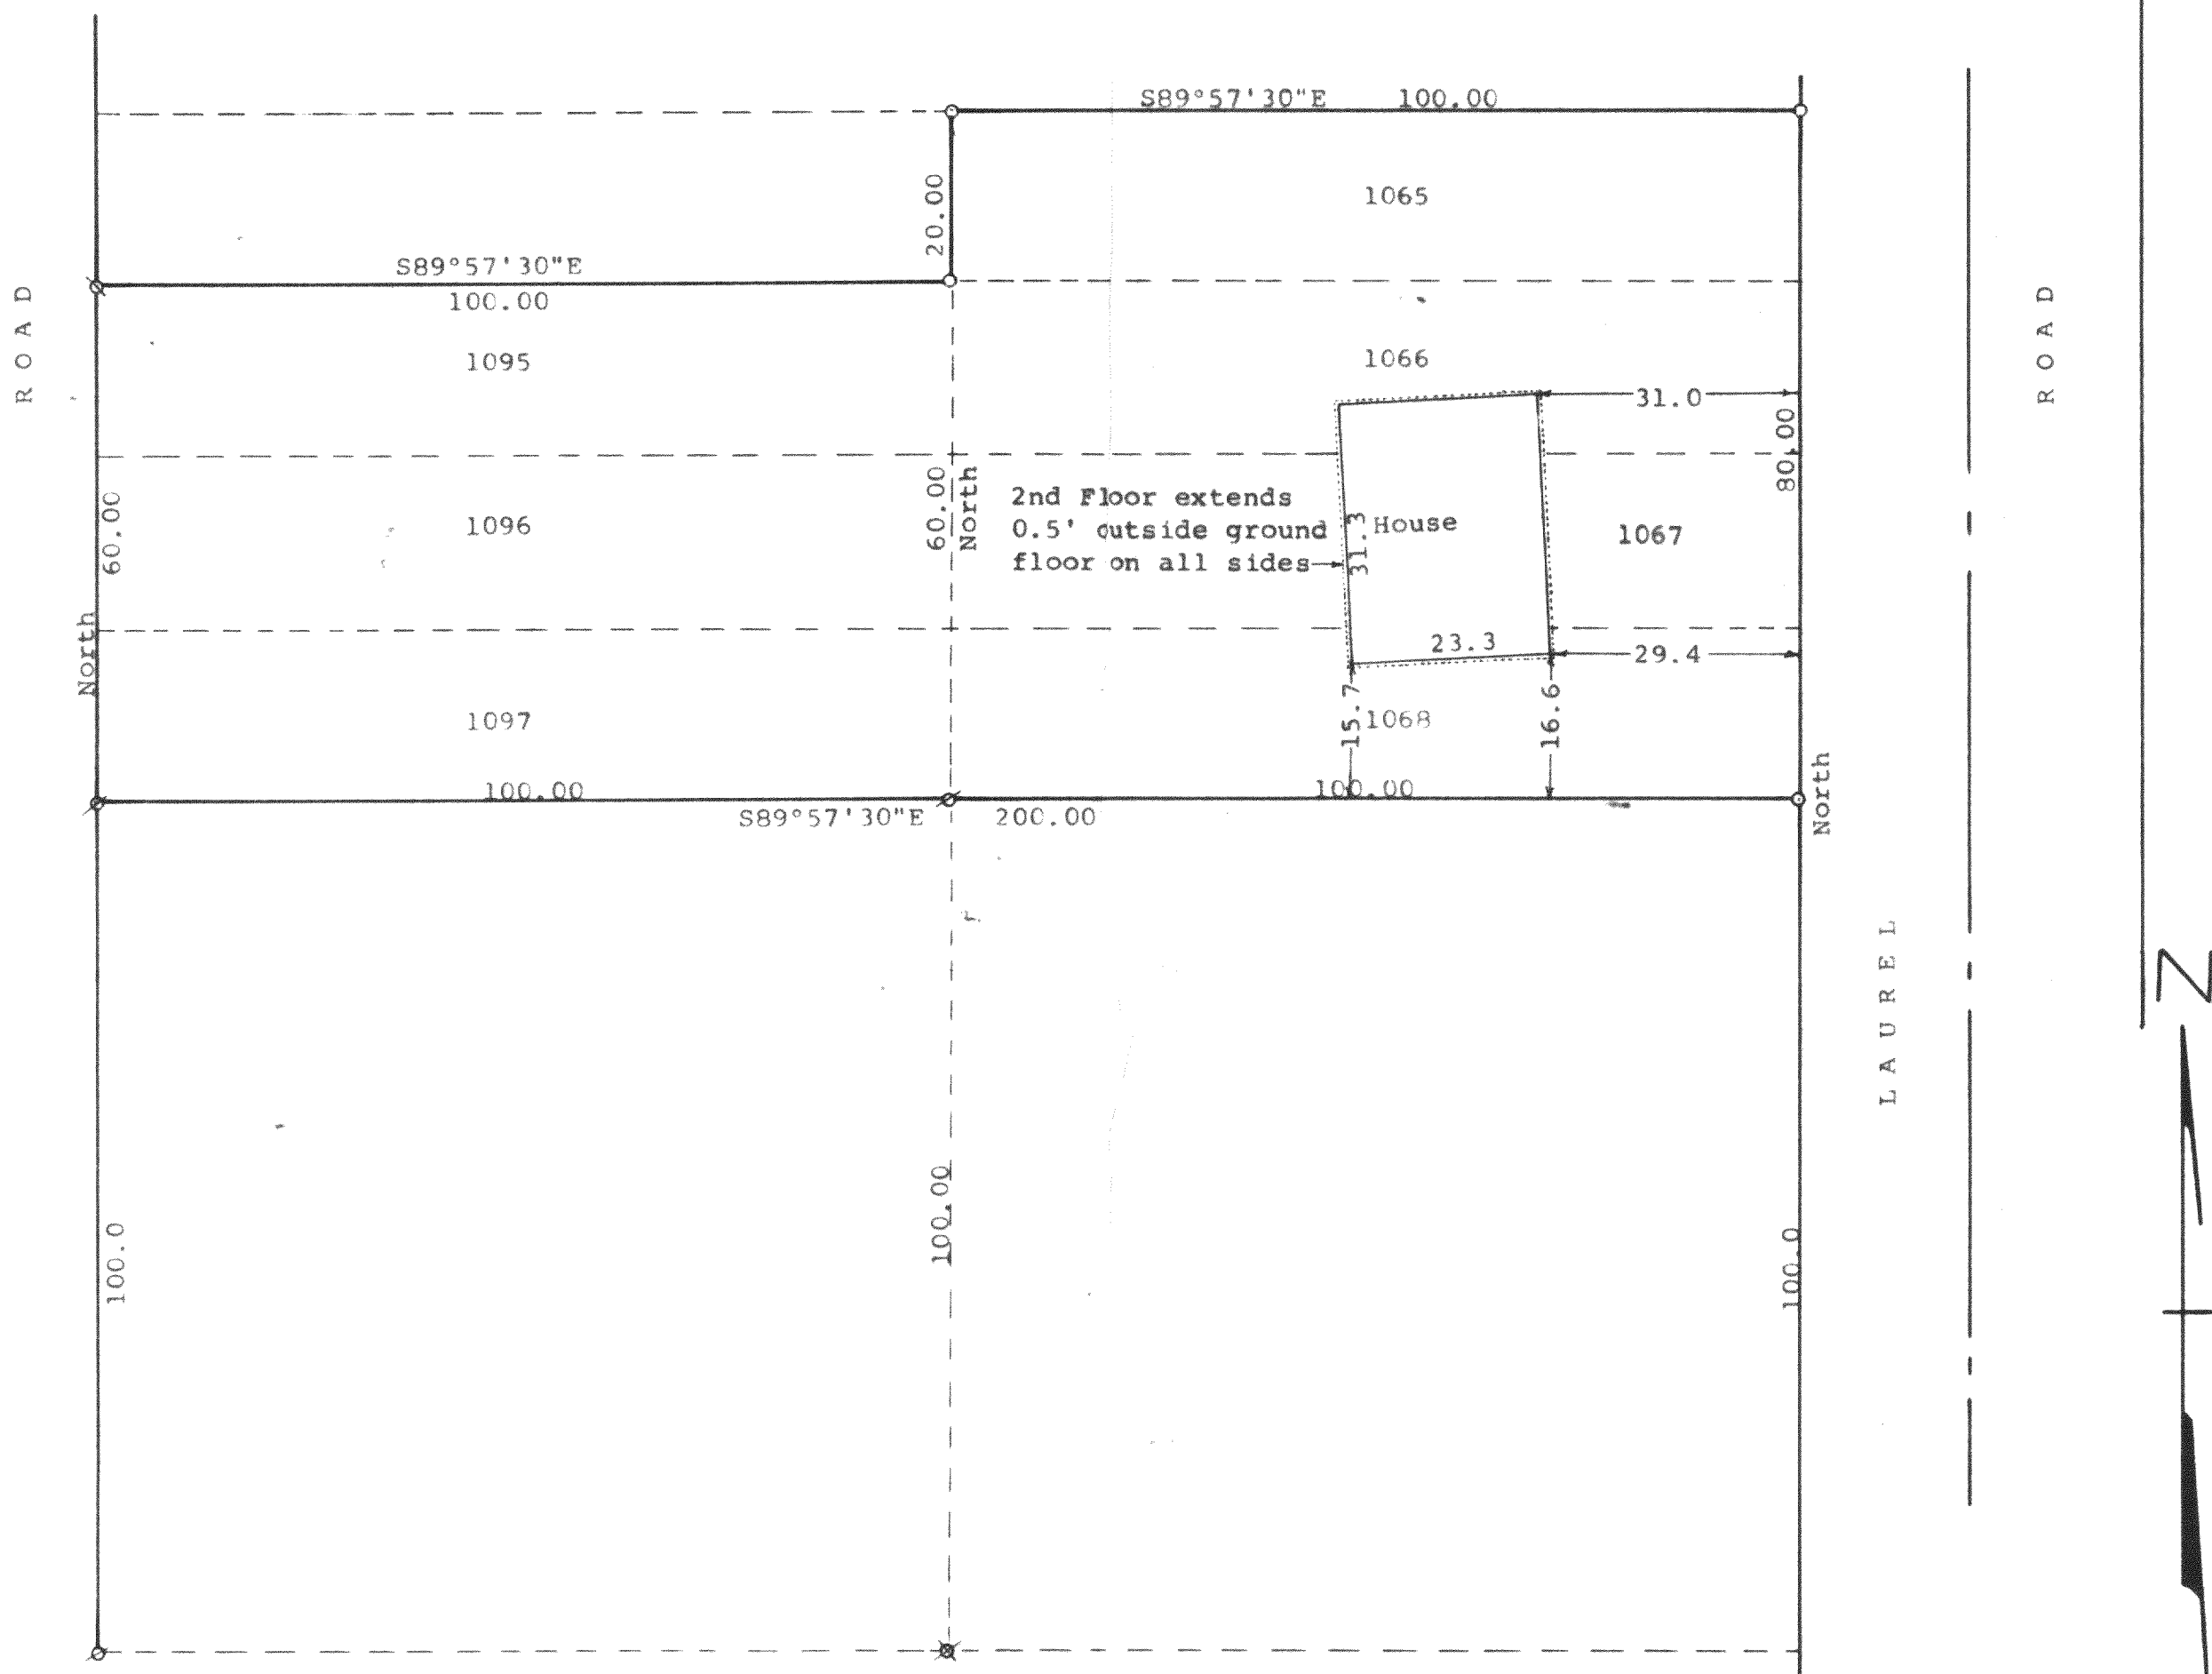 S89°57'30"E 100.00
20.00
1065
S89°57'30"E
100.00
ROAD
ROAD
1095
1066
31.0
80.00
60.00
1096
60.00
North
2nd Floor extends
0.5' outside ground
floor on all sides
31.3
House
1067
North
23.3
29.4
1097
15.7
1068
16.6
100.00
100.00
S89°57'30"E 200.00
North
LAUREL
N
100.0
100.00
100.0